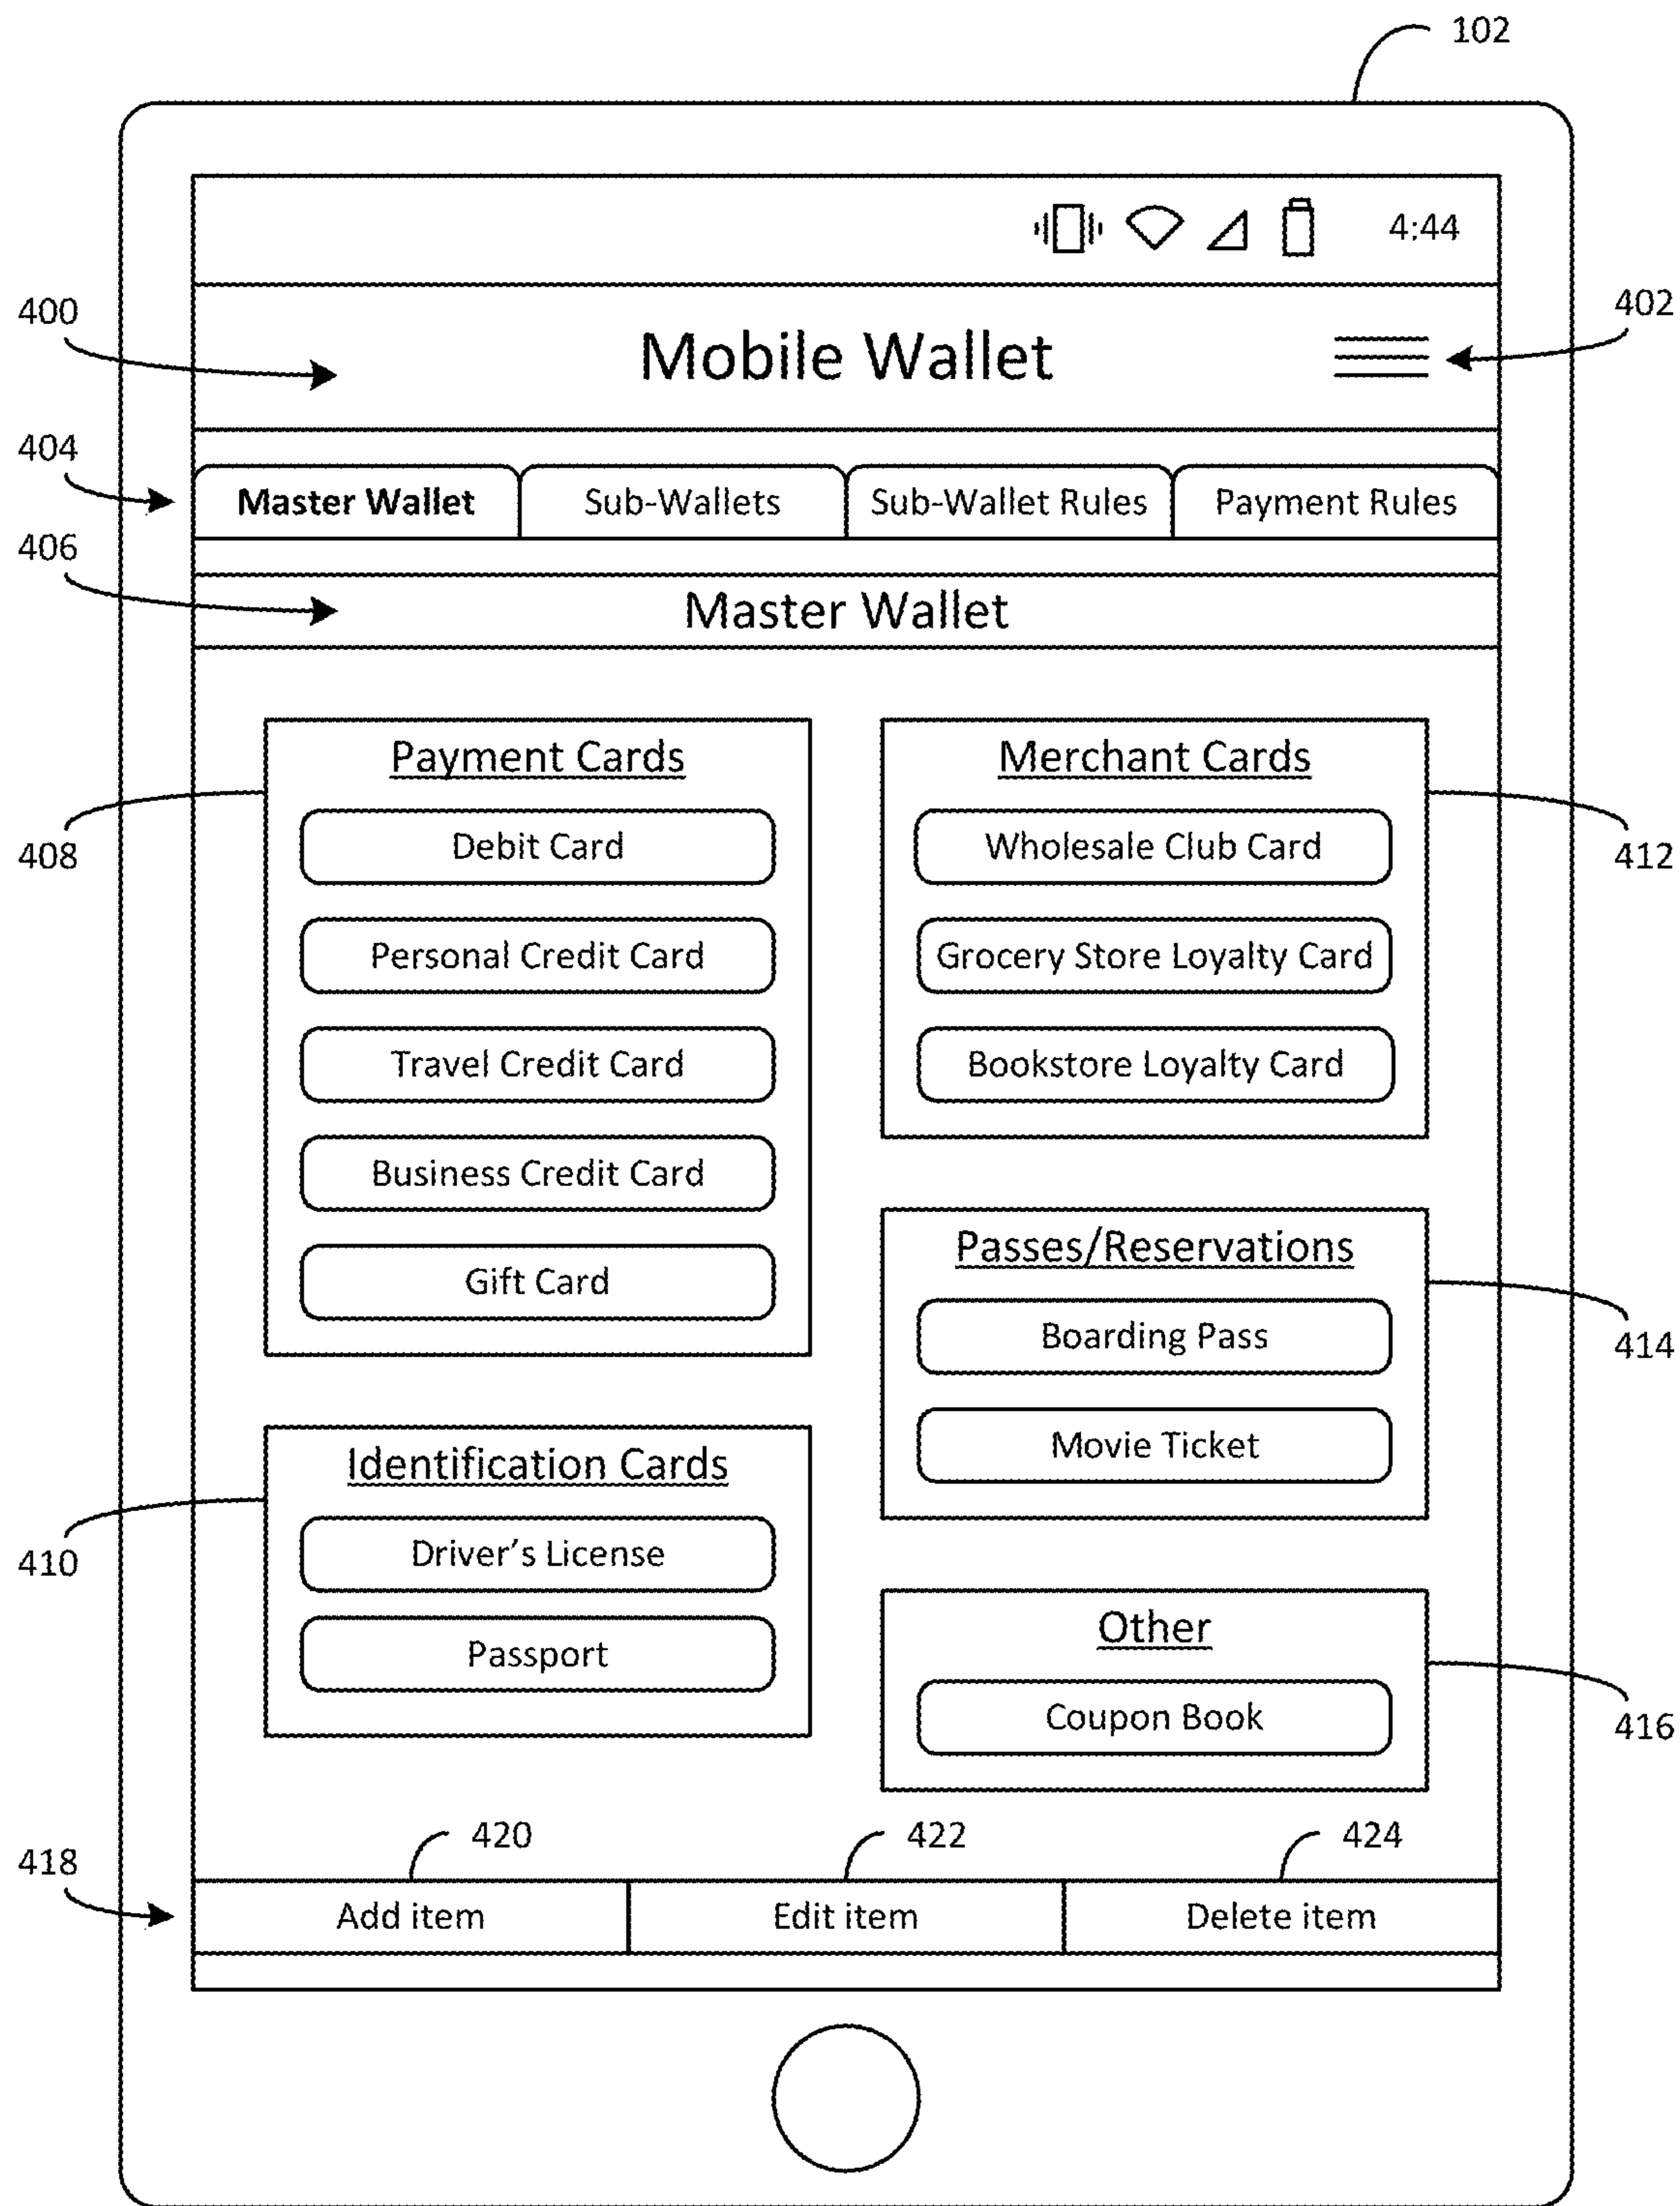 102
4:44
400
Mobile Wallet
402
404
Master Wallet
Sub-Wallets
Sub-Wallet Rules
Payment Rules
406
Master Wallet
Payment Cards
408
Debit Card
Personal Credit Card
Travel Credit Card
Business Credit Card
Gift Card
Identification Cards
410
Driver’s License
Passport
Merchant Cards
412
Wholesale Club Card
Grocery Store Loyalty Card
Bookstore Loyalty Card
Passes/Reservations
414
Boarding Pass
Movie Ticket
Other
416
Coupon Book
418
420
422
424
Add item
Edit item
Delete item